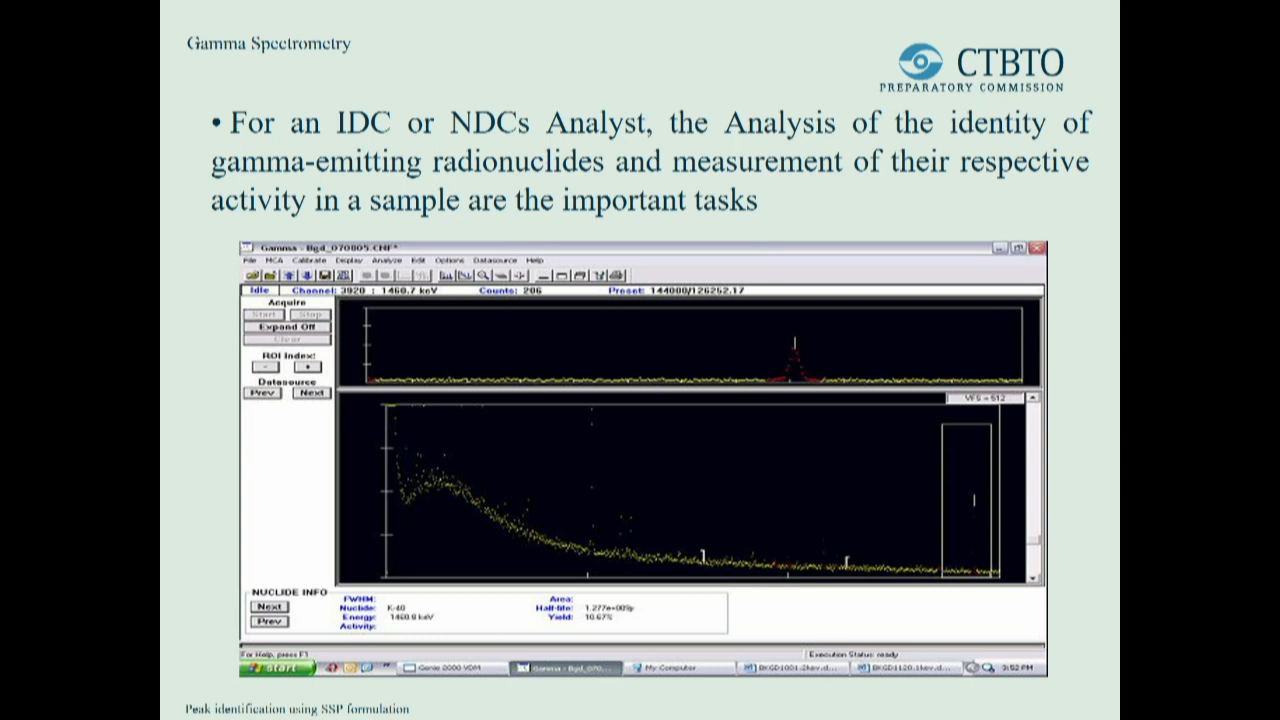 Gamma Spectrometry
CTBTO
PREPARATORY COMMISSION
• For an IDC or NDCs Analyst, the Analysis of the identity of
gamma-emitting radionuclides and measurement of their respective
activity in a sample are the important tasks
Gamma - Bgd_070805.CNF*
File MCA Calibrate Display Analyze Edit Options Datasource Help
Idle Channel: 3920 : 1460.7 keV Counts: 206 Preset: 144000/126252.17
Acquire
Start Stop
Expand Off
Clear
ROI Index:
- +
Datasource
Prev Next
VFS = 512
NUCLIDE INFO
Next
Prev
FWHM: Area:
Nuclide: K-40 Half-life: 1.277e+009y
Energy: 1460.8 keV Yield: 10.67%
Activity:
For Help, press F1 Execution Status: ready
start Genie 2000 VDM Gamma - Bgd_070... My Computer 3:52 PM
Peak identification using SSP formulation